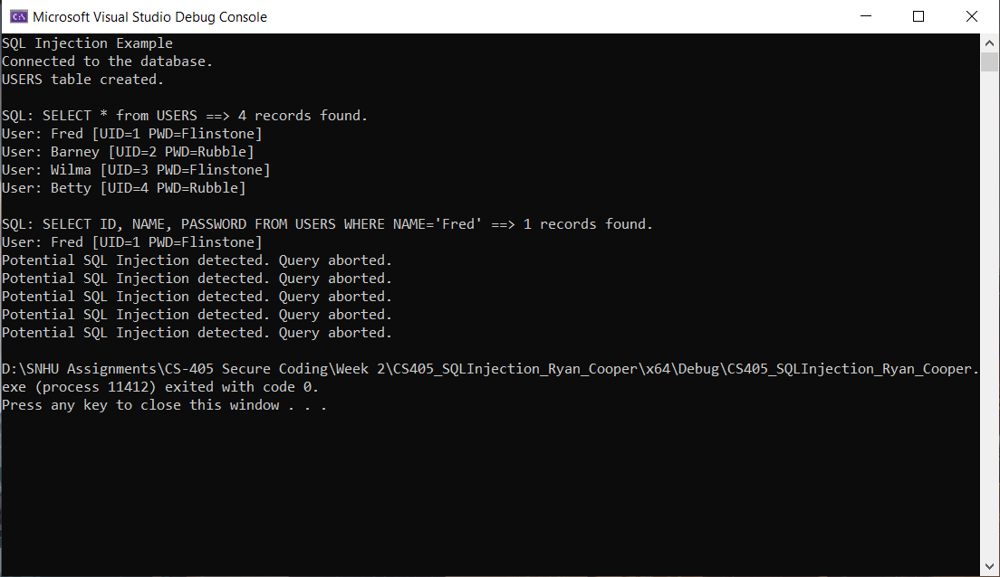 Microsoft Visual Studio Debug Console
SQL Injection Example
Connected to the database.
USERS table created.
SQL: SELECT * from USERS ==> 4 records found.
User: Fred [UID=1 PWD=Flinstone]
User: Barney [UID=2 PWD=Rubble]
User: Wilma [UID=3 PWD=Flinstone]
User: Betty [UID=4 PWD=Rubble]
SQL: SELECT ID, NAME, PASSWORD FROM USERS WHERE NAME='Fred' ==> 1 records found.
User: Fred [UID=1 PWD=Flinstone]
Potential SQL Injection detected. Query aborted.
Potential SQL Injection detected. Query aborted.
Potential SQL Injection detected. Query aborted.
Potential SQL Injection detected. Query aborted.
Potential SQL Injection detected. Query aborted.
D:\SNHU Assignments\CS-405 Secure Coding\Week 2\CS405_SQLInjection_Ryan_Cooper\x64\Debug\CS405_SQLInjection_Ryan_Cooper.
exe (process 11412) exited with code 0.
Press any key to close this window . . .